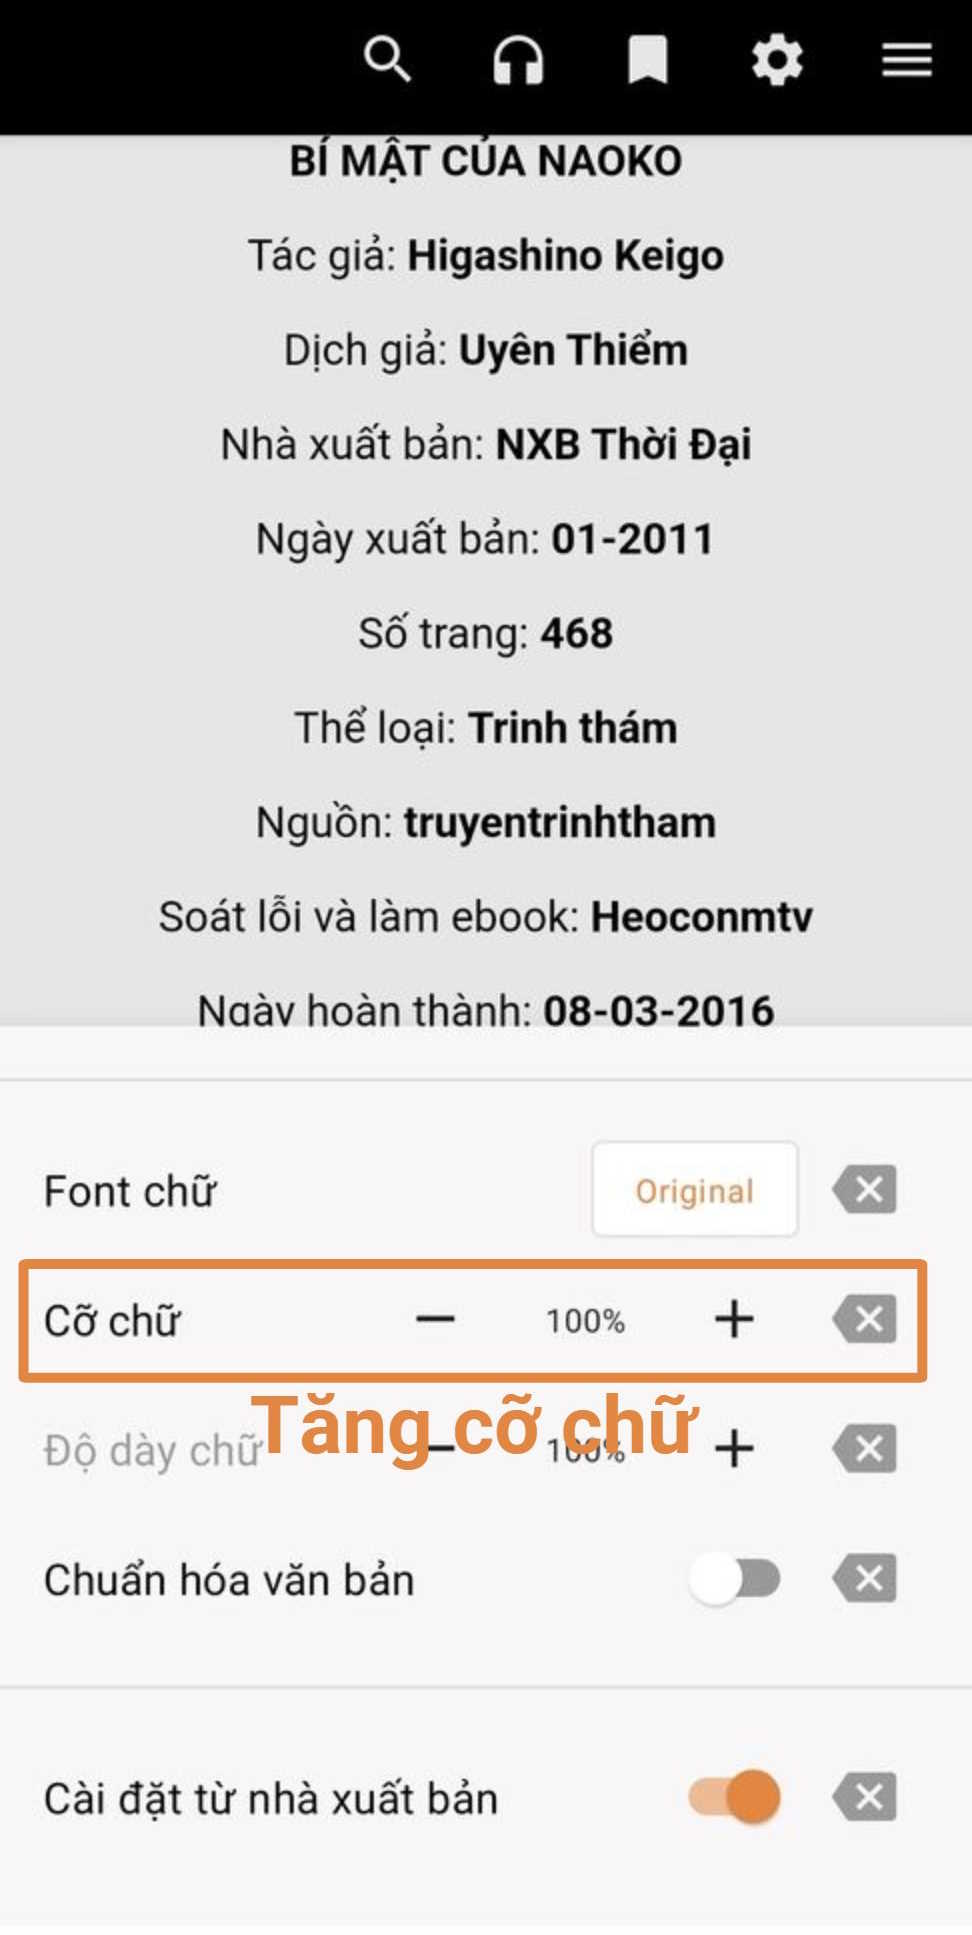 BÍ MẬT CỦA NAOKO
Tác giả: Higashino Keigo
Dịch giả: Uyên Thiểm
Nhà xuất bản: NXB Thời Đại
Ngày xuất bản: 01-2011
Số trang: 468
Thể loại: Trinh thám
Nguồn: truyentrinhtham
Soát lỗi và làm ebook: Heoconmtv
Ngày hoàn thành: 08-03-2016
Font chữ Original
Cỡ chữ — 100% +
Tăng cỡ chữ
Độ dày chữ — 100% +
Chuẩn hóa văn bản
Cài đặt từ nhà xuất bản